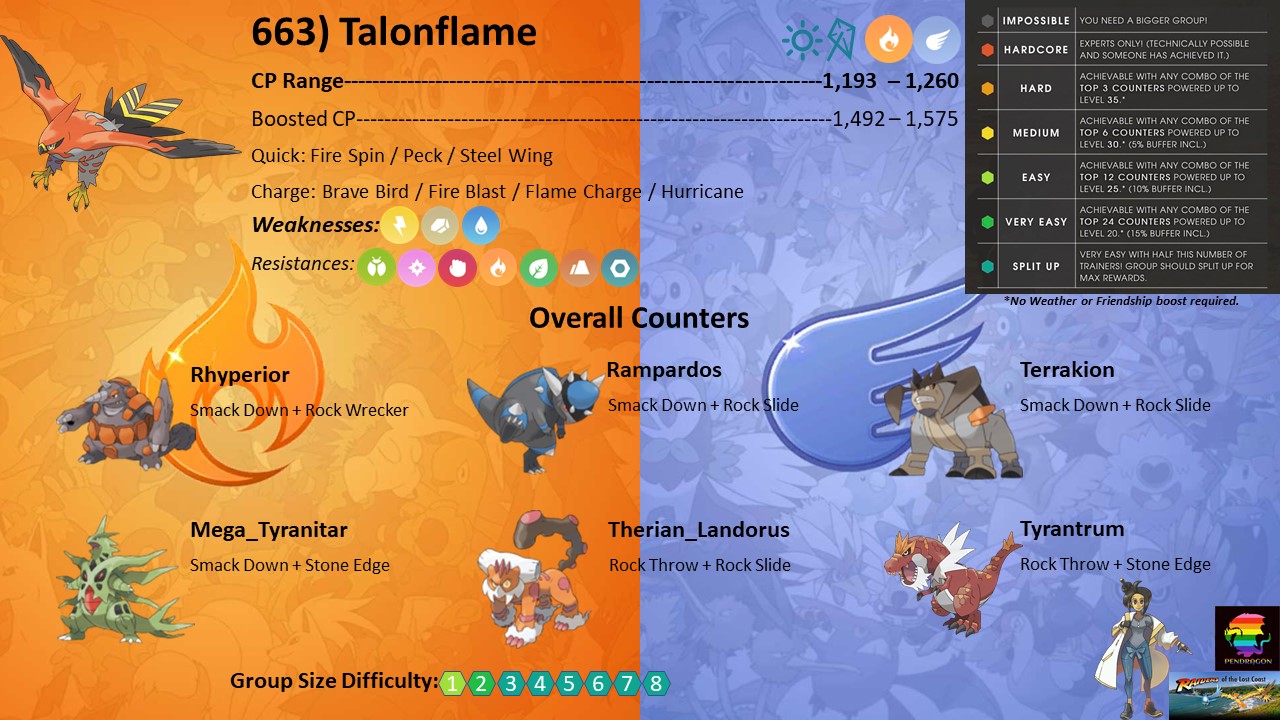 663) Talonflame
CP Range--------------------------------------------------------------------1,193 – 1,260
Boosted CP--------------------------------------------------------------------1,492 – 1,575
Quick: Fire Spin / Peck / Steel Wing
Charge: Brave Bird / Fire Blast / Flame Charge / Hurricane
Weaknesses:
Resistances:
IMPOSSIBLE YOU NEED A BIGGER GROUP!
HARDCORE EXPERTS ONLY! (TECHNICALLY POSSIBLE
AND SOMEONE HAS ACHIEVED IT.)
HARD ACHIEVABLE WITH ANY COMBO OF THE
TOP 3 COUNTERS POWERED UP TO
LEVEL 35.*
MEDIUM ACHIEVABLE WITH ANY COMBO OF THE
TOP 6 COUNTERS POWERED UP TO
LEVEL 30.* (5% BUFFER INCL.)
EASY ACHIEVABLE WITH ANY COMBO OF THE
TOP 12 COUNTERS POWERED UP TO
LEVEL 25.* (10% BUFFER INCL.)
VERY EASY ACHIEVABLE WITH ANY COMBO OF THE
TOP 24 COUNTERS POWERED UP TO
LEVEL 20.* (15% BUFFER INCL.)
SPLIT UP VERY EASY WITH HALF THIS NUMBER OF
TRAINERS! GROUP SHOULD SPLIT UP FOR
MAX REWARDS.
*No Weather or Friendship boost required.
Overall Counters
Rhyperior
Smack Down + Rock Wrecker
Rampardos
Smack Down + Rock Slide
Terrakion
Smack Down + Rock Slide
Mega_Tyranitar
Smack Down + Stone Edge
Therian_Landorus
Rock Throw + Rock Slide
Tyrantrum
Rock Throw + Stone Edge
Group Size Difficulty: 1 2 3 4 5 6 7 8
PENDRAGON
RAIDERS of the Lost Coast